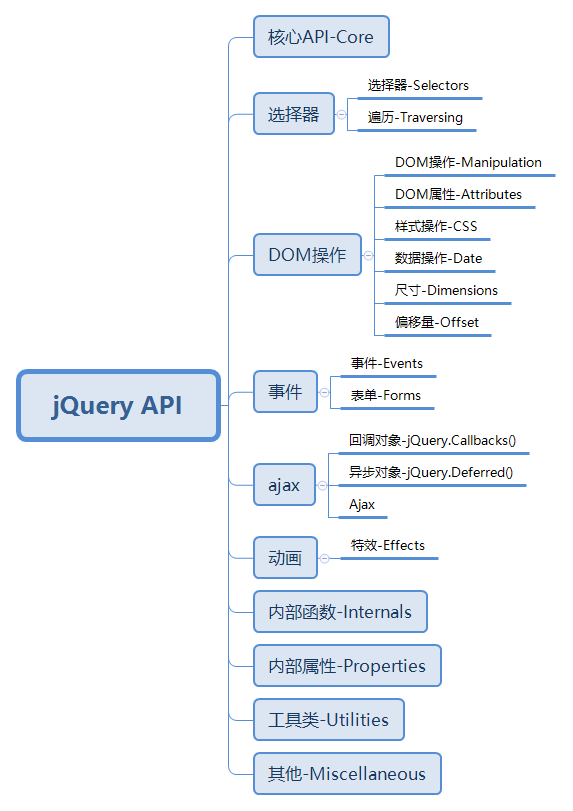 jQuery API
核心API-Core
选择器
选择器-Selectors
遍历-Traversing
DOM操作
DOM操作-Manipulation
DOM属性-Attributes
样式操作-CSS
数据操作-Date
尺寸-Dimensions
偏移量-Offset
事件
事件-Events
表单-Forms
ajax
回调对象-jQuery.Callbacks()
异步对象-jQuery.Deferred()
Ajax
动画
特效-Effects
内部函数-Internals
内部属性-Properties
工具类-Utilities
其他-Miscellaneous